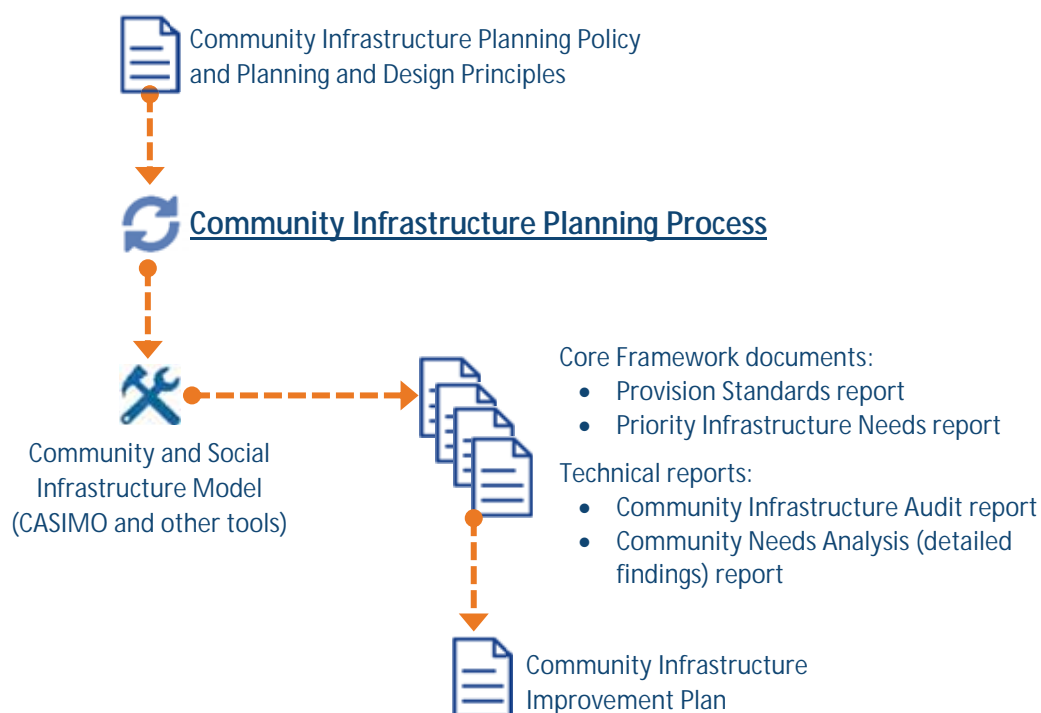 Community Infrastructure Planning Policy
and Planning and Design Principles
Community Infrastructure Planning Process
Community and Social
Infrastructure Model
(CASIMO and other tools)
Core Framework documents:
• Provision Standards report
• Priority Infrastructure Needs report
Technical reports:
• Community Infrastructure Audit report
• Community Needs Analysis (detailed
findings) report
Community Infrastructure
Improvement Plan